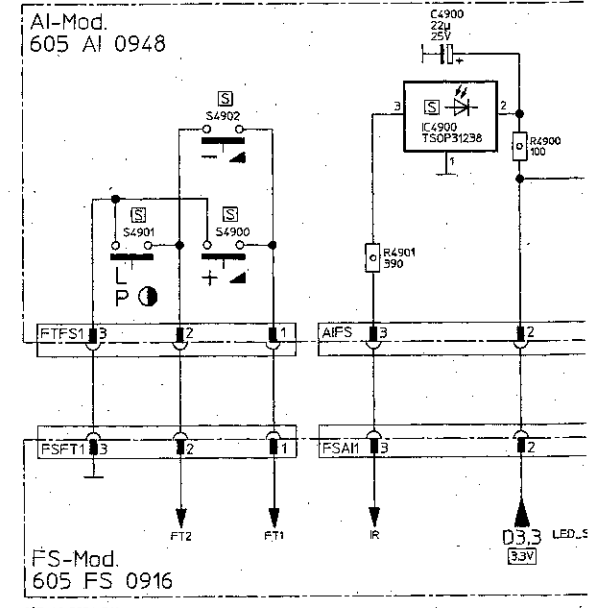 AI-Mod.
605 AI 0948
C4900
22µ
25V
+
3
S
2
IC4900
TSOP31238
1
R4900
100
S
S4902
−
S
S4901
S
S4900
L
P
+
R4901
390
FTFS1 3
2
1
AIFS 3
2
FSFT1 3
2
1
FSAI1 3
2
FT2
FT1
IR
D3,3
3.3V
LED_S
FS-Mod.
605 FS 0916